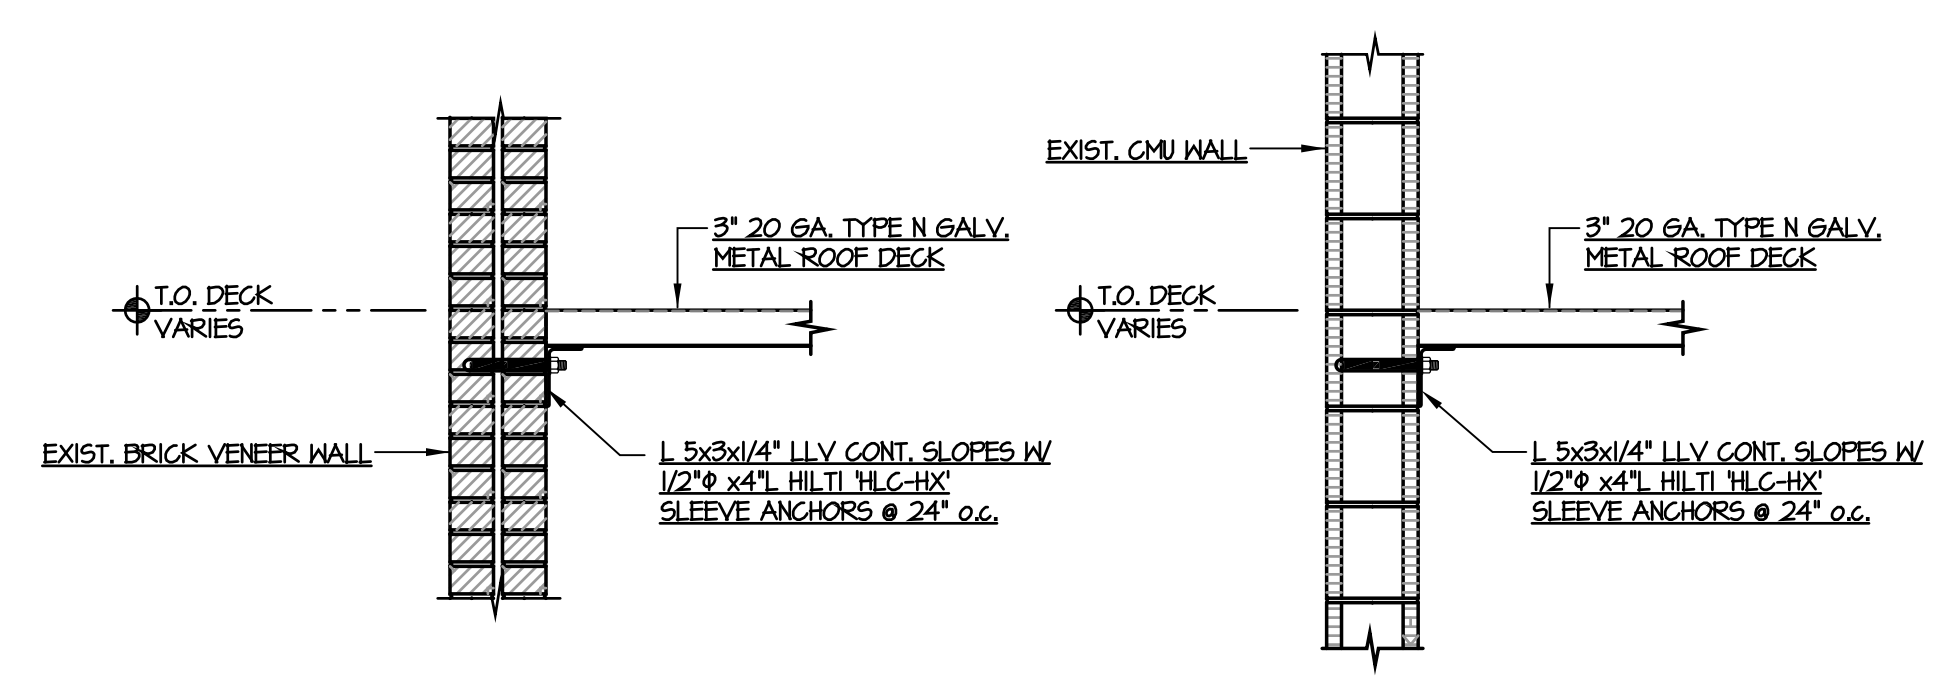 3" 20 GA. TYPE N GALV.
METAL ROOF DECK
T.O. DECK
VARIES
EXIST. BRICK VENEER WALL
L 5x3x1/4" LLV CONT. SLOPES W/
1/2"Φ x4"L HILTI 'HLC-HX'
SLEEVE ANCHORS @ 24" o.c.
EXIST. CMU WALL
3" 20 GA. TYPE N GALV.
METAL ROOF DECK
T.O. DECK
VARIES
L 5x3x1/4" LLV CONT. SLOPES W/
1/2"Φ x4"L HILTI 'HLC-HX'
SLEEVE ANCHORS @ 24" o.c.